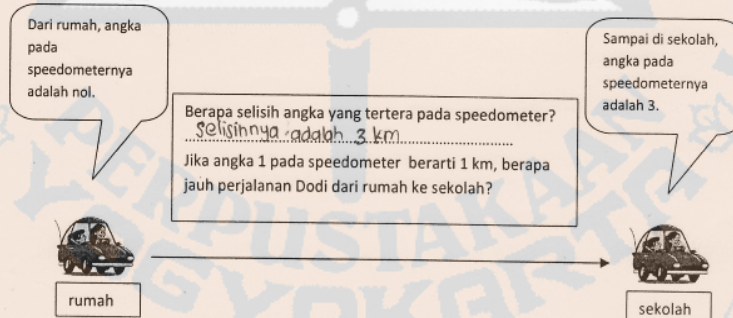 Dari rumah, angka
pada
speedometernya
adalah nol.
Sampai di sekolah,
angka pada
speedometernya
adalah 3.
Berapa selisih angka yang tertera pada speedometer?
Selisihnya adalah 3 km
Jika angka 1 pada speedometer berarti 1 km, berapa
jauh perjalanan Dodi dari rumah ke sekolah?
rumah
sekolah
PERPUSTAKAAN
YOGYAKARTA